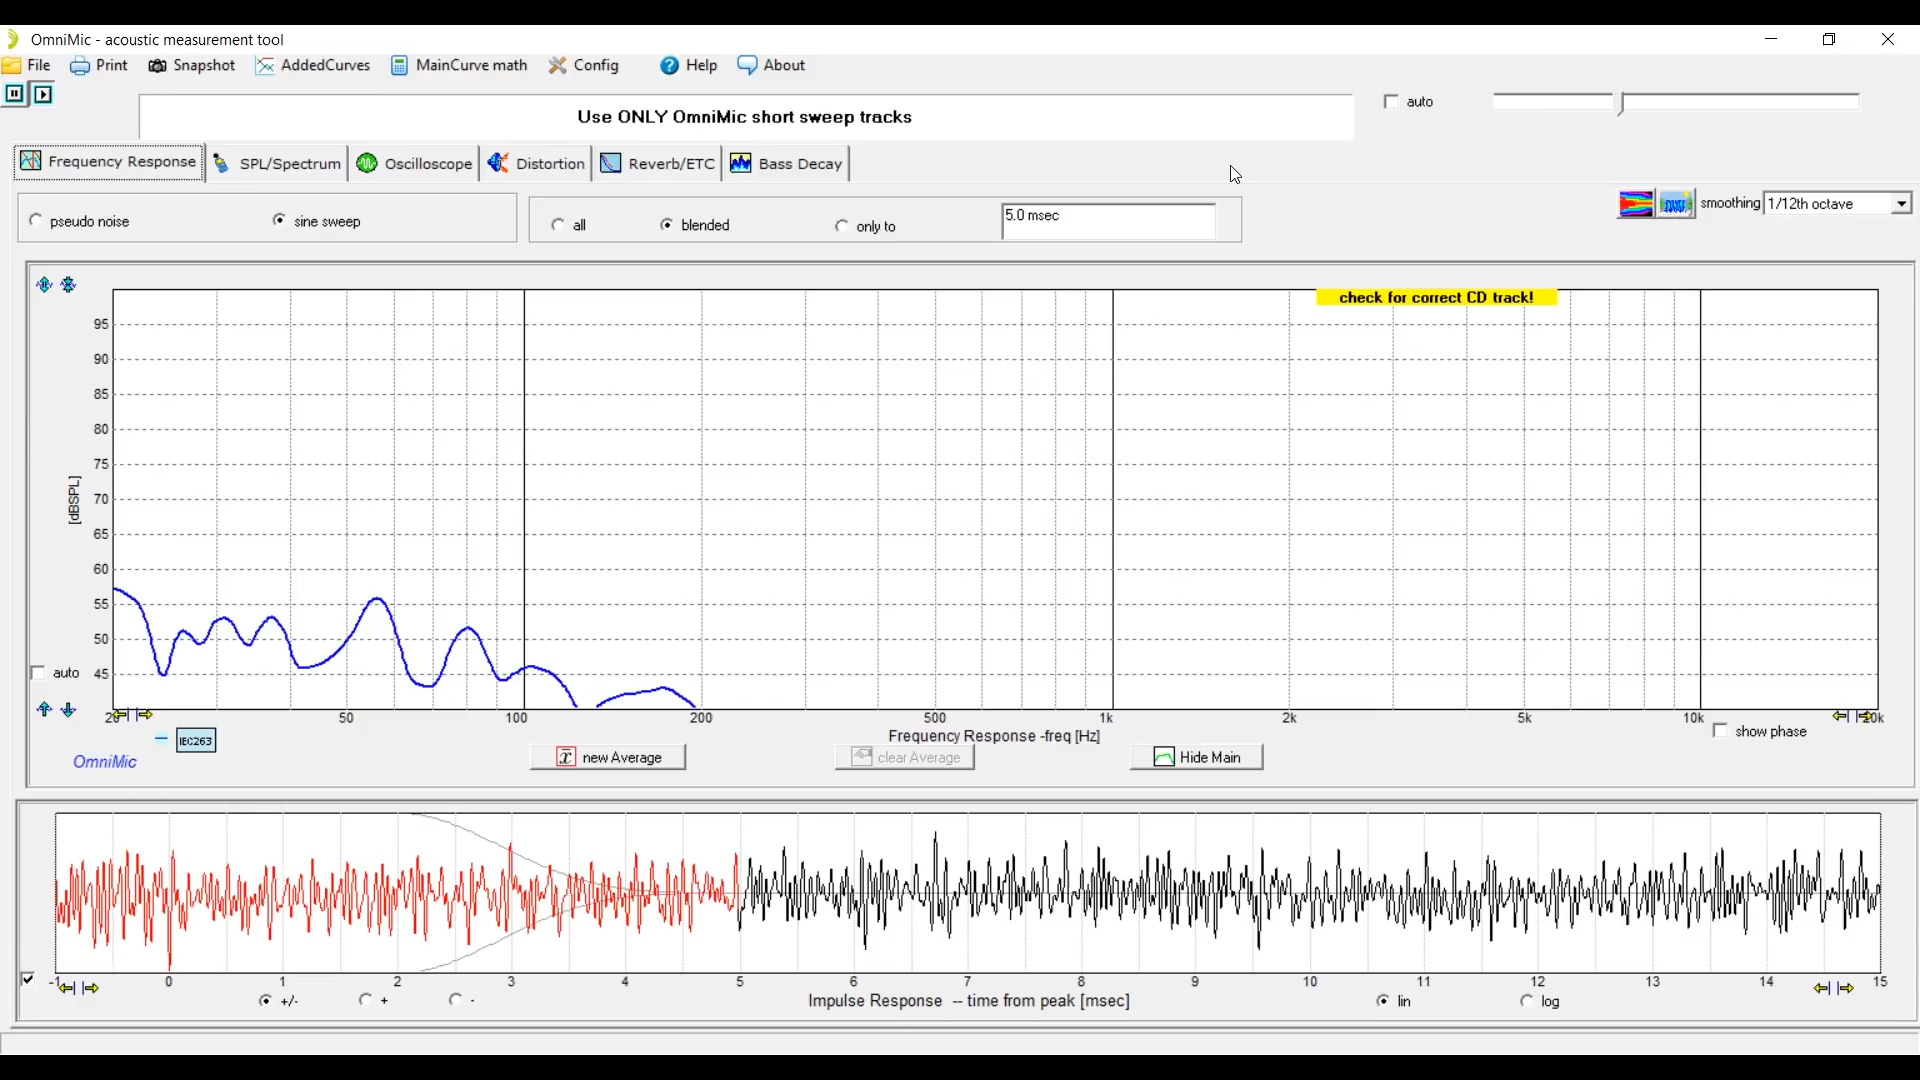 OmniMic - acoustic measurement tool
File Print Snapshot AddedCurves MainCurve math Config Help About
Use ONLY OmniMic short sweep tracks
auto
Frequency Response SPL/Spectrum Oscilloscope Distortion Reverb/ETC Bass Decay
pseudo noise sine sweep all blended only to 5.0 msec smoothing 1/12th octave
check for correct CD track!
95
90
85
80
75
70
65
60
55
50
45
[dBSPL]
auto
20 50 100 200 500 1k 2k 5k 10k 20k
Frequency Response -freq [Hz]
show phase
IEC263
OmniMic
new Average clear Average Hide Main
-1 0 1 2 3 4 5 6 7 8 9 10 11 12 13 14 15
+/- + - Impulse Response -- time from peak [msec] lin log